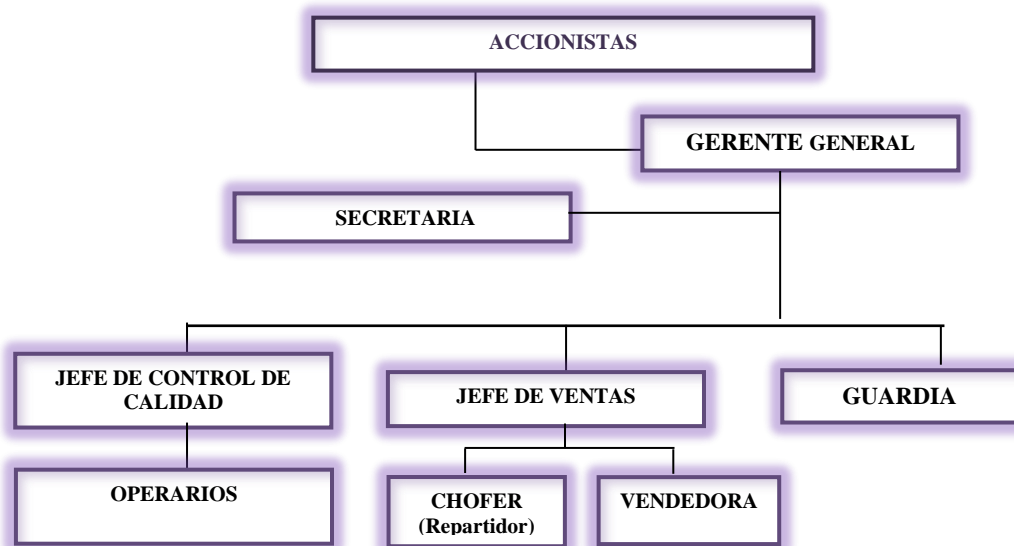 ACCIONISTAS
GERENTE GENERAL
SECRETARIA
JEFE DE CONTROL DE
CALIDAD
JEFE DE VENTAS
GUARDIA
OPERARIOS
CHOFER
(Repartidor)
VENDEDORA